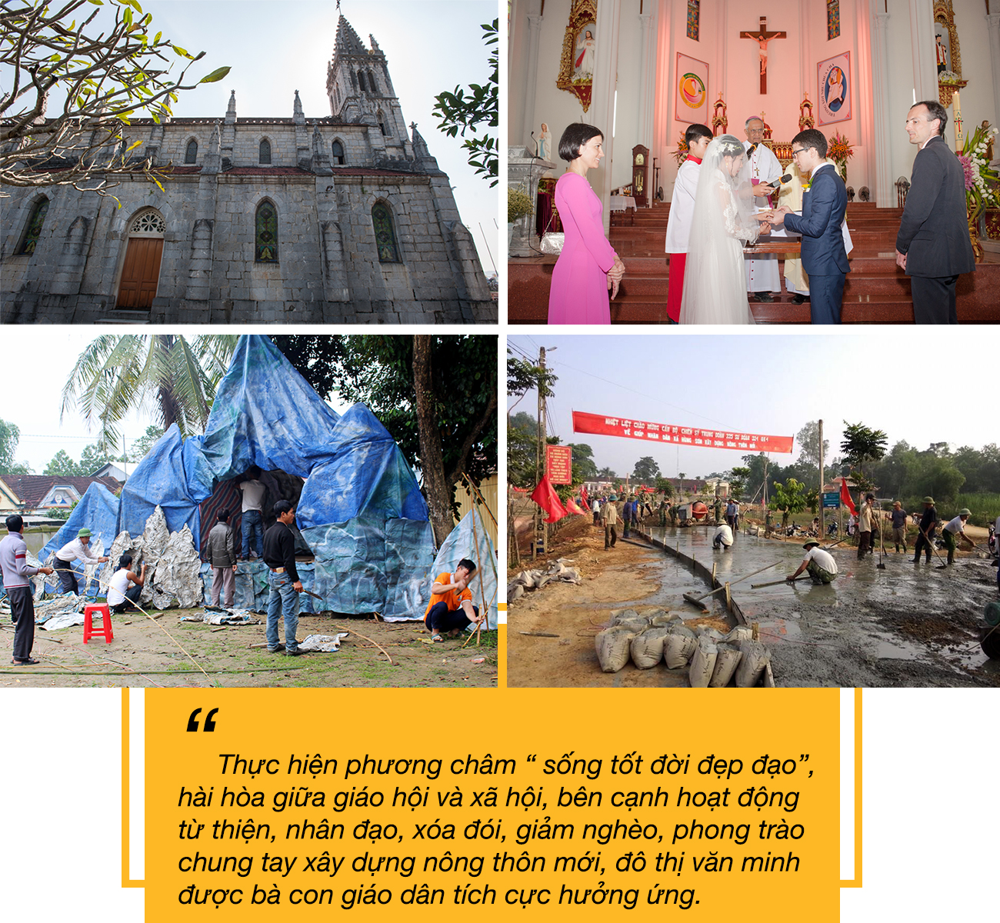 NHIỆT LIỆT CHÀO MỪNG CÁN BỘ CHIẾN SỸ TRUNG ĐOÀN 335 SƯ ĐOÀN 324 QK4
VỀ GIÚP NHÂN DÂN XÃ HÙNG SƠN XÂY DỰNG NÔNG THÔN MỚI
“
Thực hiện phương châm “ sống tốt đời đẹp đạo”,
hài hòa giữa giáo hội và xã hội, bên cạnh hoạt động
từ thiện, nhân đạo, xóa đói, giảm nghèo, phong trào
chung tay xây dựng nông thôn mới, đô thị văn minh
được bà con giáo dân tích cực hưởng ứng.